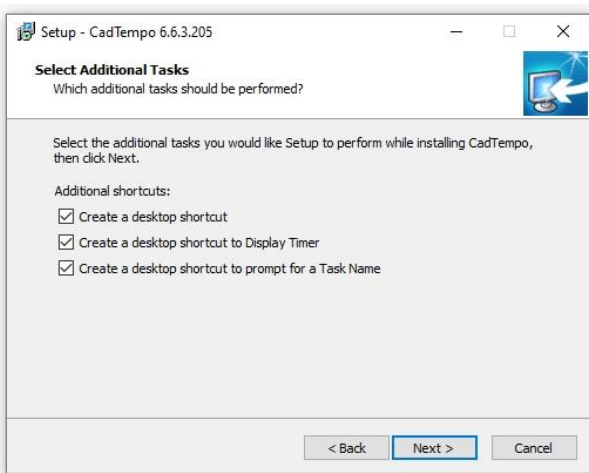 Setup - CadTempo 6.6.3.205
Select Additional Tasks
Which additional tasks should be performed?
Select the additional tasks you would like Setup to perform while installing CadTempo,
then click Next.
Additional shortcuts:
Create a desktop shortcut
Create a desktop shortcut to Display Timer
Create a desktop shortcut to prompt for a Task Name
< Back Next > Cancel